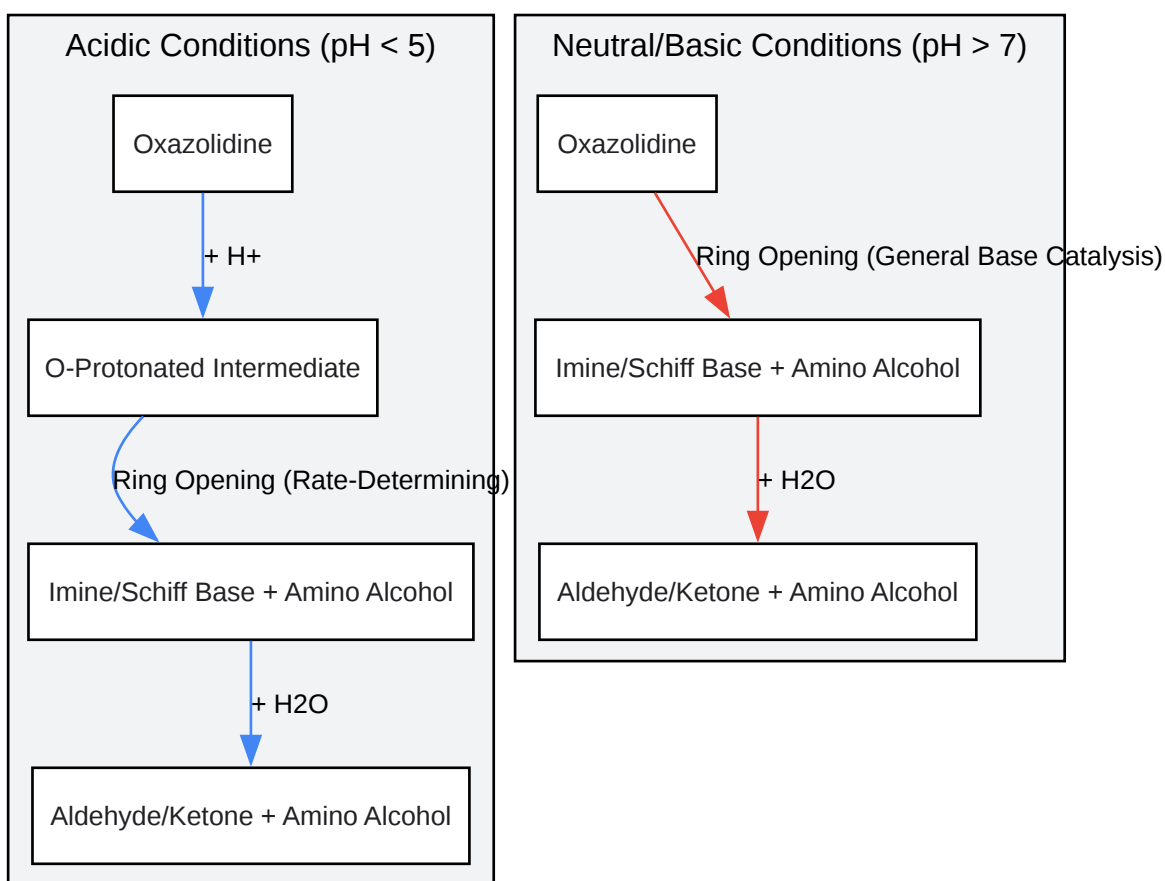 Acidic Conditions (pH < 5)
Oxazolidine
+ H+
O-Protonated Intermediate
Ring Opening (Rate-Determining)
Imine/Schiff Base + Amino Alcohol
+ H2O
Aldehyde/Ketone + Amino Alcohol
Neutral/Basic Conditions (pH > 7)
Oxazolidine
Ring Opening (General Base Catalysis)
Imine/Schiff Base + Amino Alcohol
+ H2O
Aldehyde/Ketone + Amino Alcohol